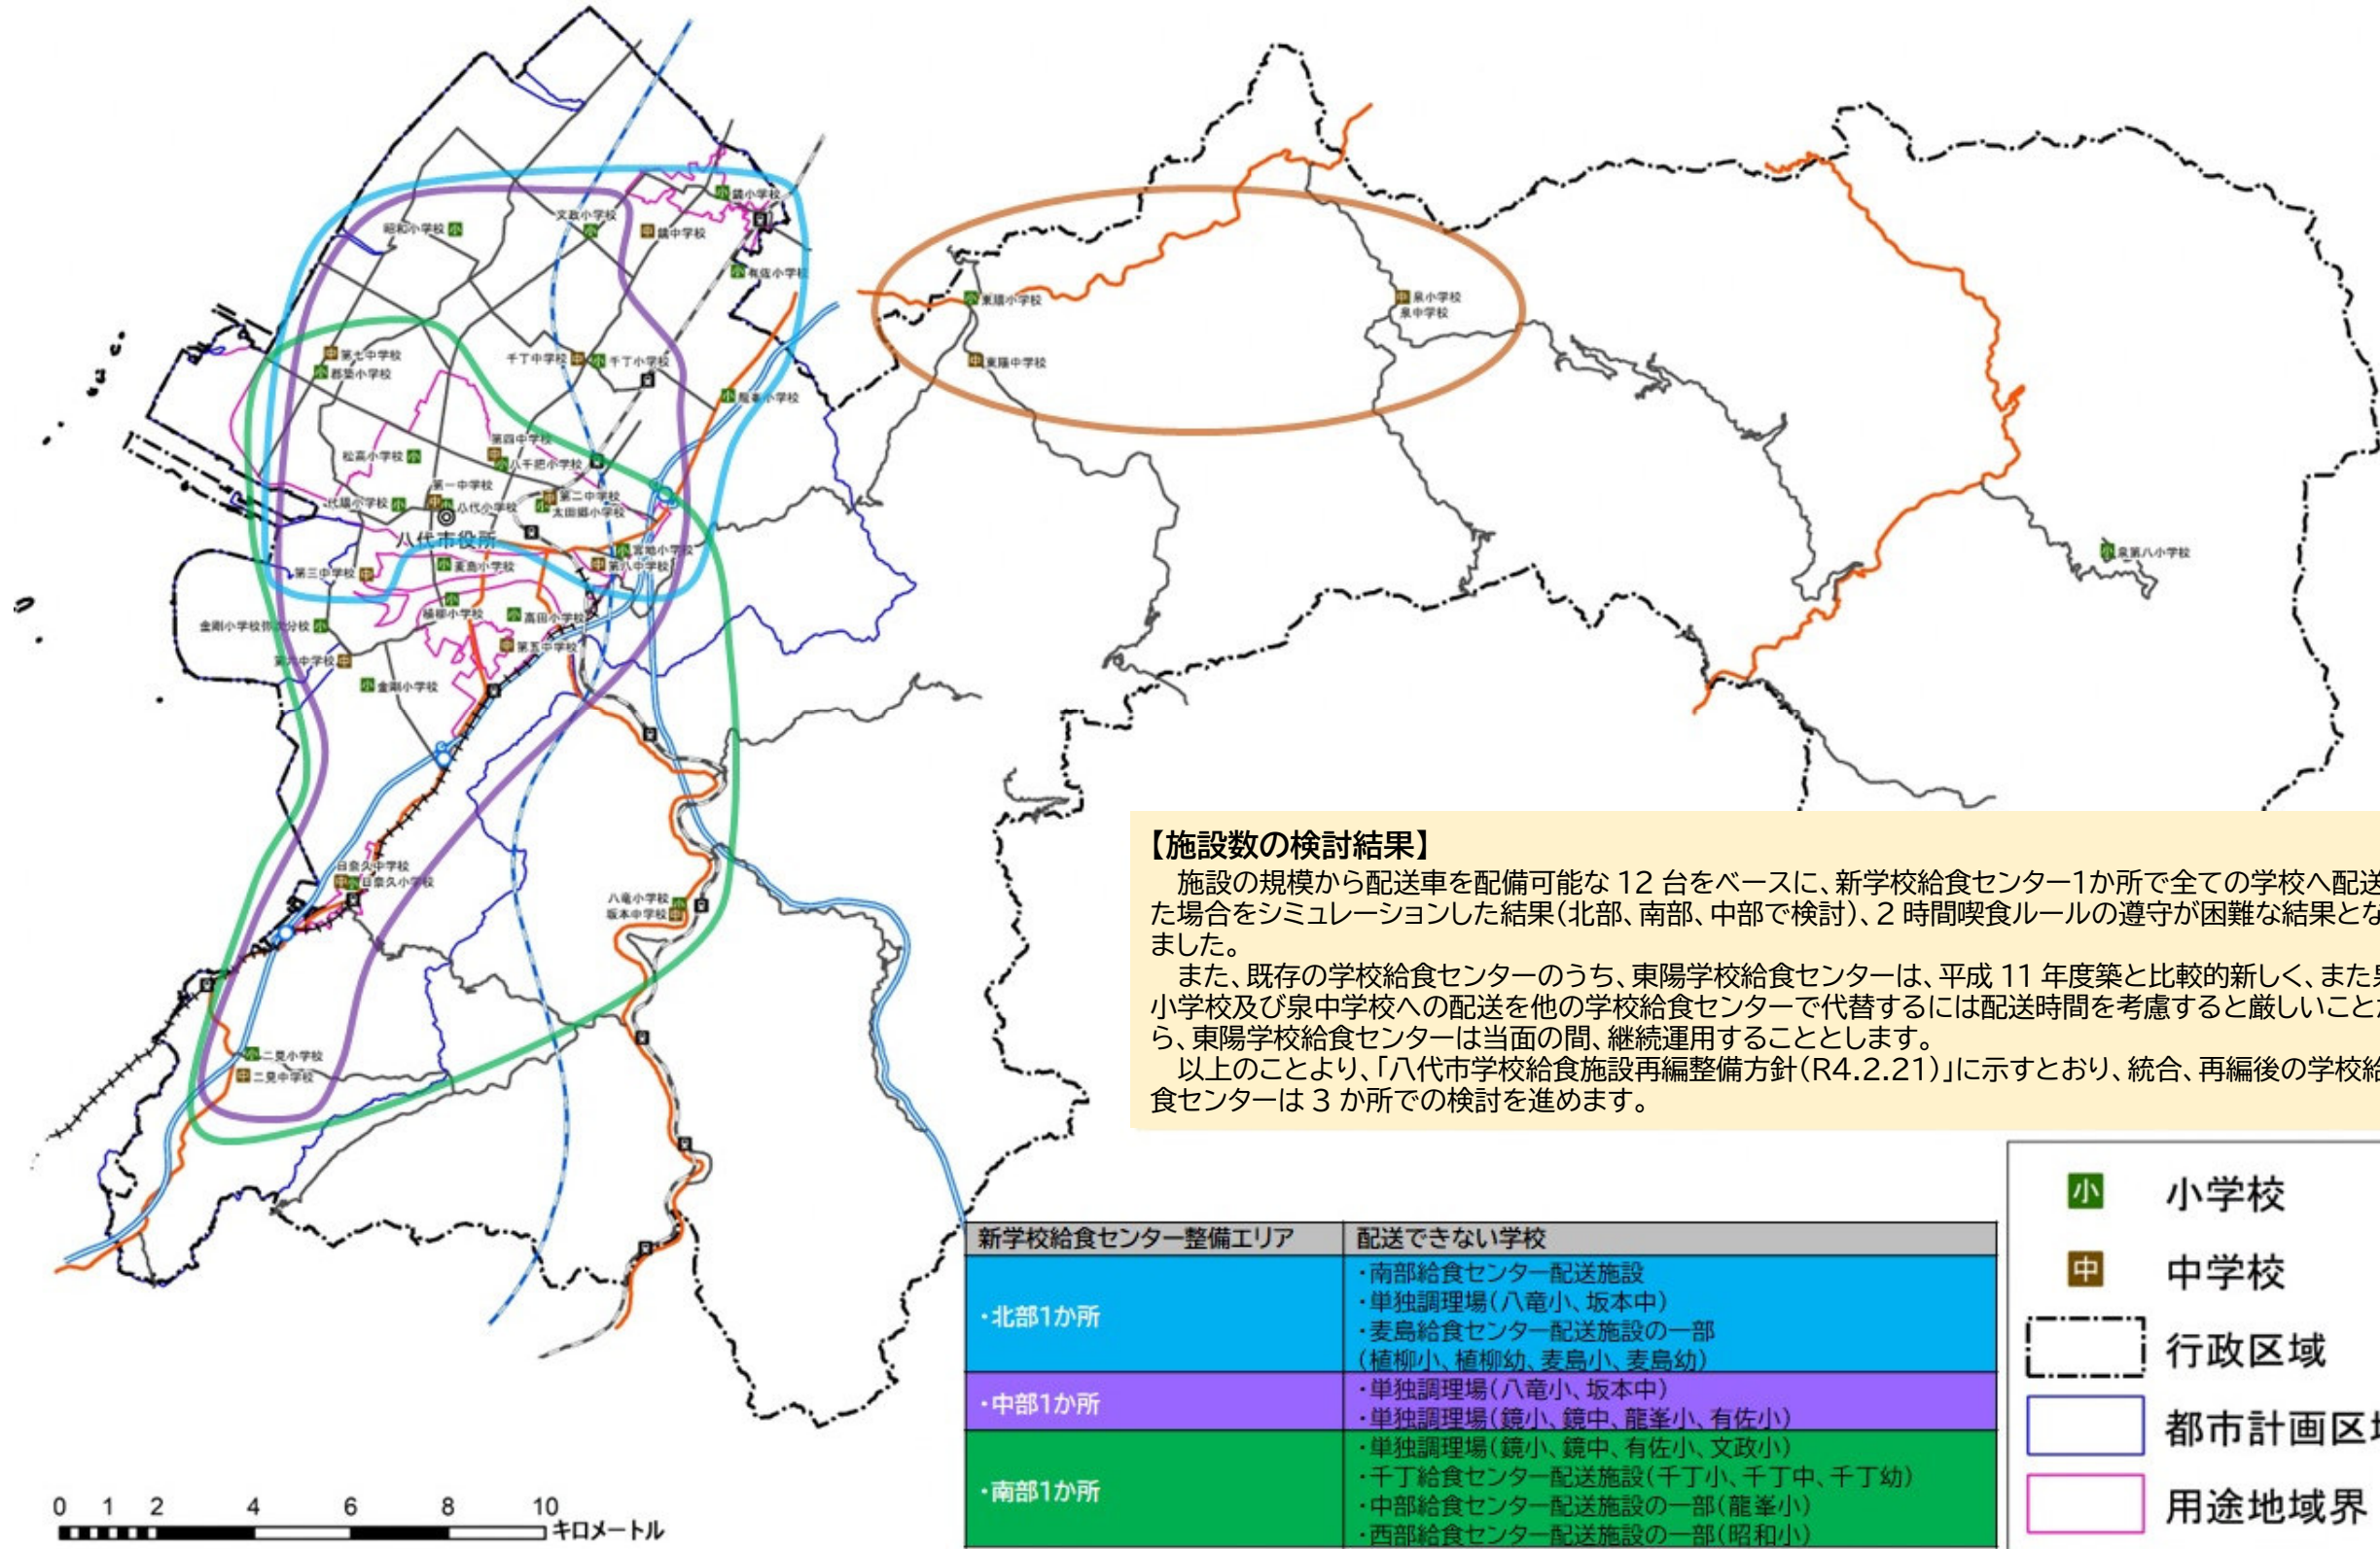 鏡小学校
文政小学校
昭和小学校
鏡中学校
有佐小学校
東陽小学校
泉小学校
泉中学校
第七中学校
千丁中学校
千丁小学校
東陽中学校
郡築小学校
龍峯小学校
第四中学校
松高小学校
八千把小学校
第一中学校
第二中学校
代陽小学校
八代小学校
太田郷小学校
八代市役所
宮地小学校
泉第八小学校
第三中学校
麦島小学校
第八中学校
植柳小学校
高田小学校
金剛小学校弥次分校
第五中学校
第六中学校
金剛小学校
日奈久中学校
日奈久小学校
八竜小学校
坂本中学校
二見小学校
二見中学校
【施設数の検討結果】
施設の規模から配送車を配備可能な 12 台をベースに、新学校給食センター1か所で全ての学校へ配送
た場合をシミュレーションした結果(北部、南部、中部で検討)、2 時間喫食ルールの遵守が困難な結果とな
ました。
また、既存の学校給食センターのうち、東陽学校給食センターは、平成 11 年度築と比較的新しく、また泉
小学校及び泉中学校への配送を他の学校給食センターで代替するには配送時間を考慮すると厳しいことか
ら、東陽学校給食センターは当面の間、継続運用することとします。
以上のことより、「八代市学校給食施設再編整備方針(R4.2.21)」に示すとおり、統合、再編後の学校給
食センターは 3 か所での検討を進めます。
新学校給食センター整備エリア 配送できない学校
・北部1か所
・南部給食センター配送施設
・単独調理場(八竜小、坂本中)
・麦島給食センター配送施設の一部
(植柳小、植柳幼、麦島小、麦島幼)
・中部1か所
・単独調理場(八竜小、坂本中)
・単独調理場(鏡小、鏡中、龍峯小、有佐小)
・南部1か所
・単独調理場(鏡小、鏡中、有佐小、文政小)
・千丁給食センター配送施設(千丁小、千丁中、千丁幼)
・中部給食センター配送施設の一部(龍峯小)
・西部給食センター配送施設の一部(昭和小)
小 小学校
中 中学校
行政区域
都市計画区域
用途地域界
0 1 2 4 6 8 10
キロメートル